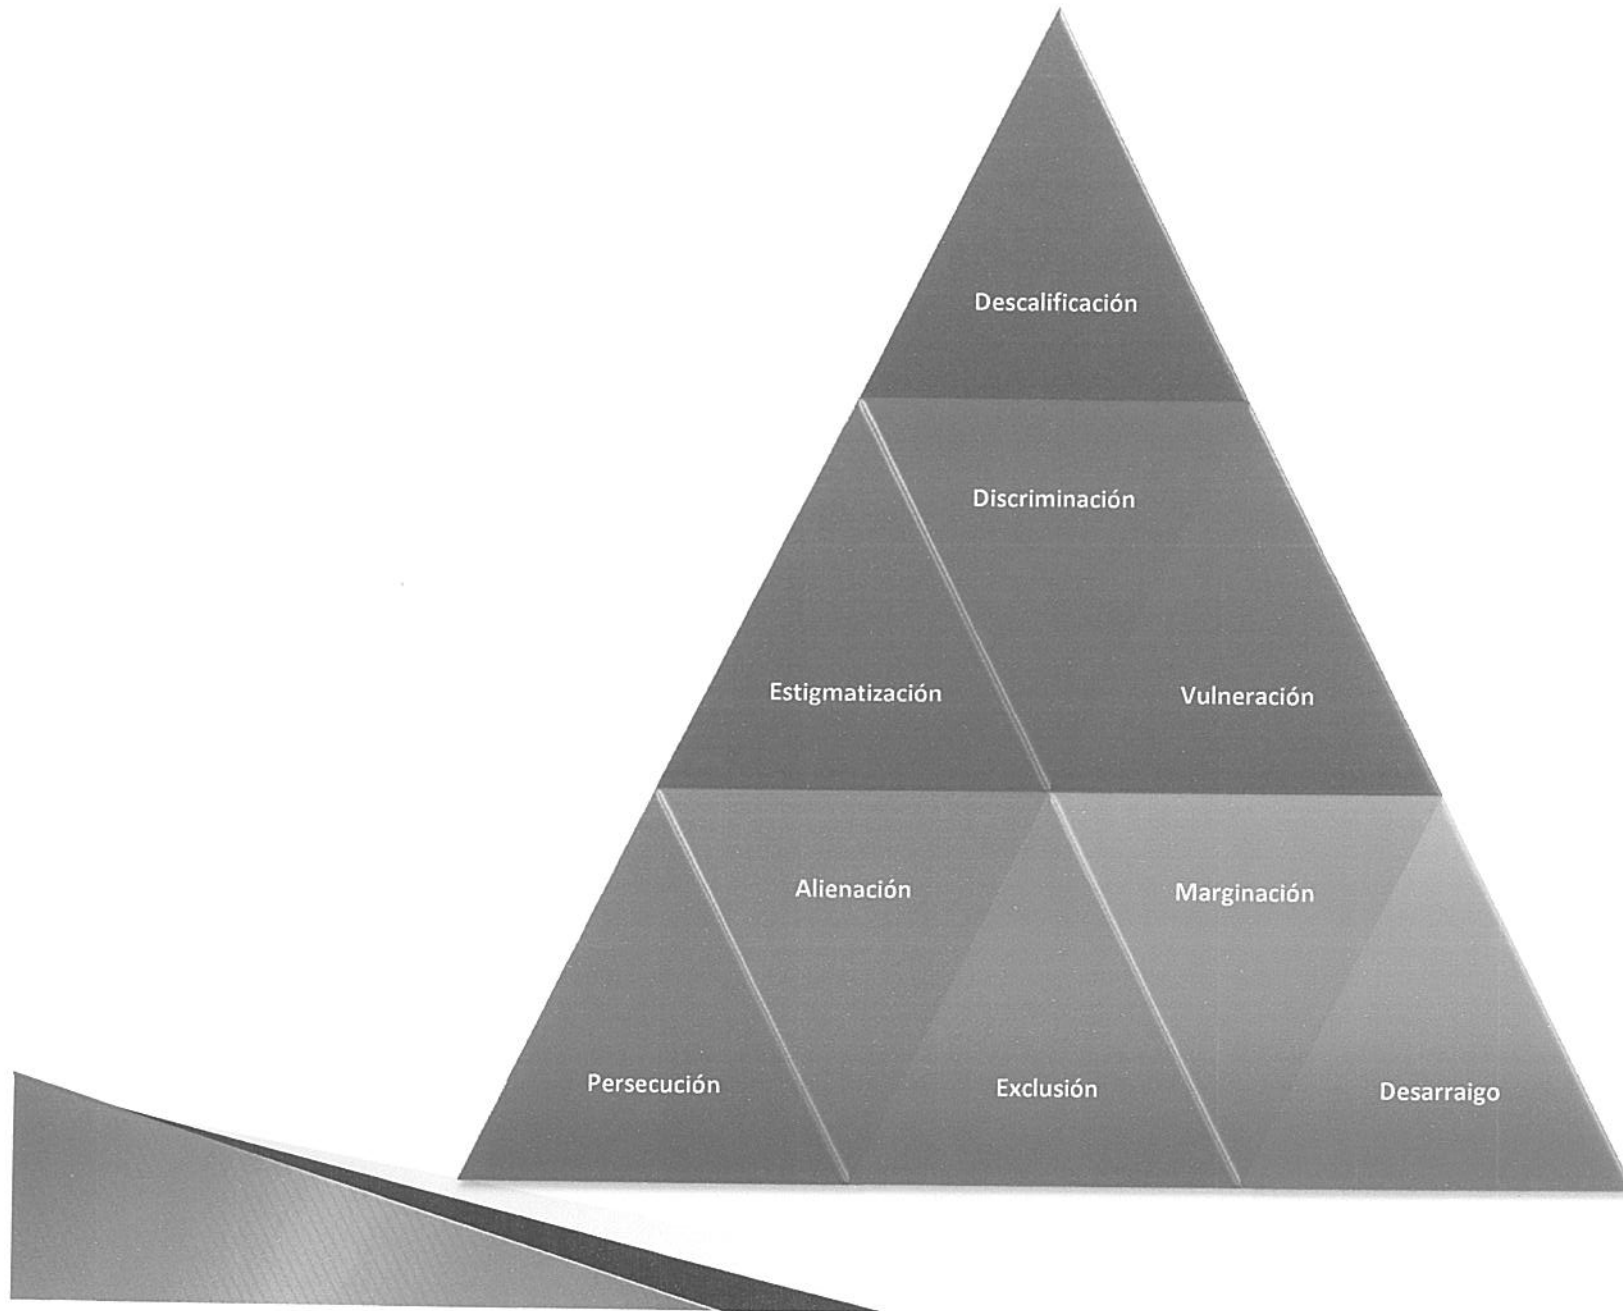 Descalificación
Discriminación
Estigmatización
Vulneración
Alienación
Marginación
Persecución
Exclusión
Desarraigo